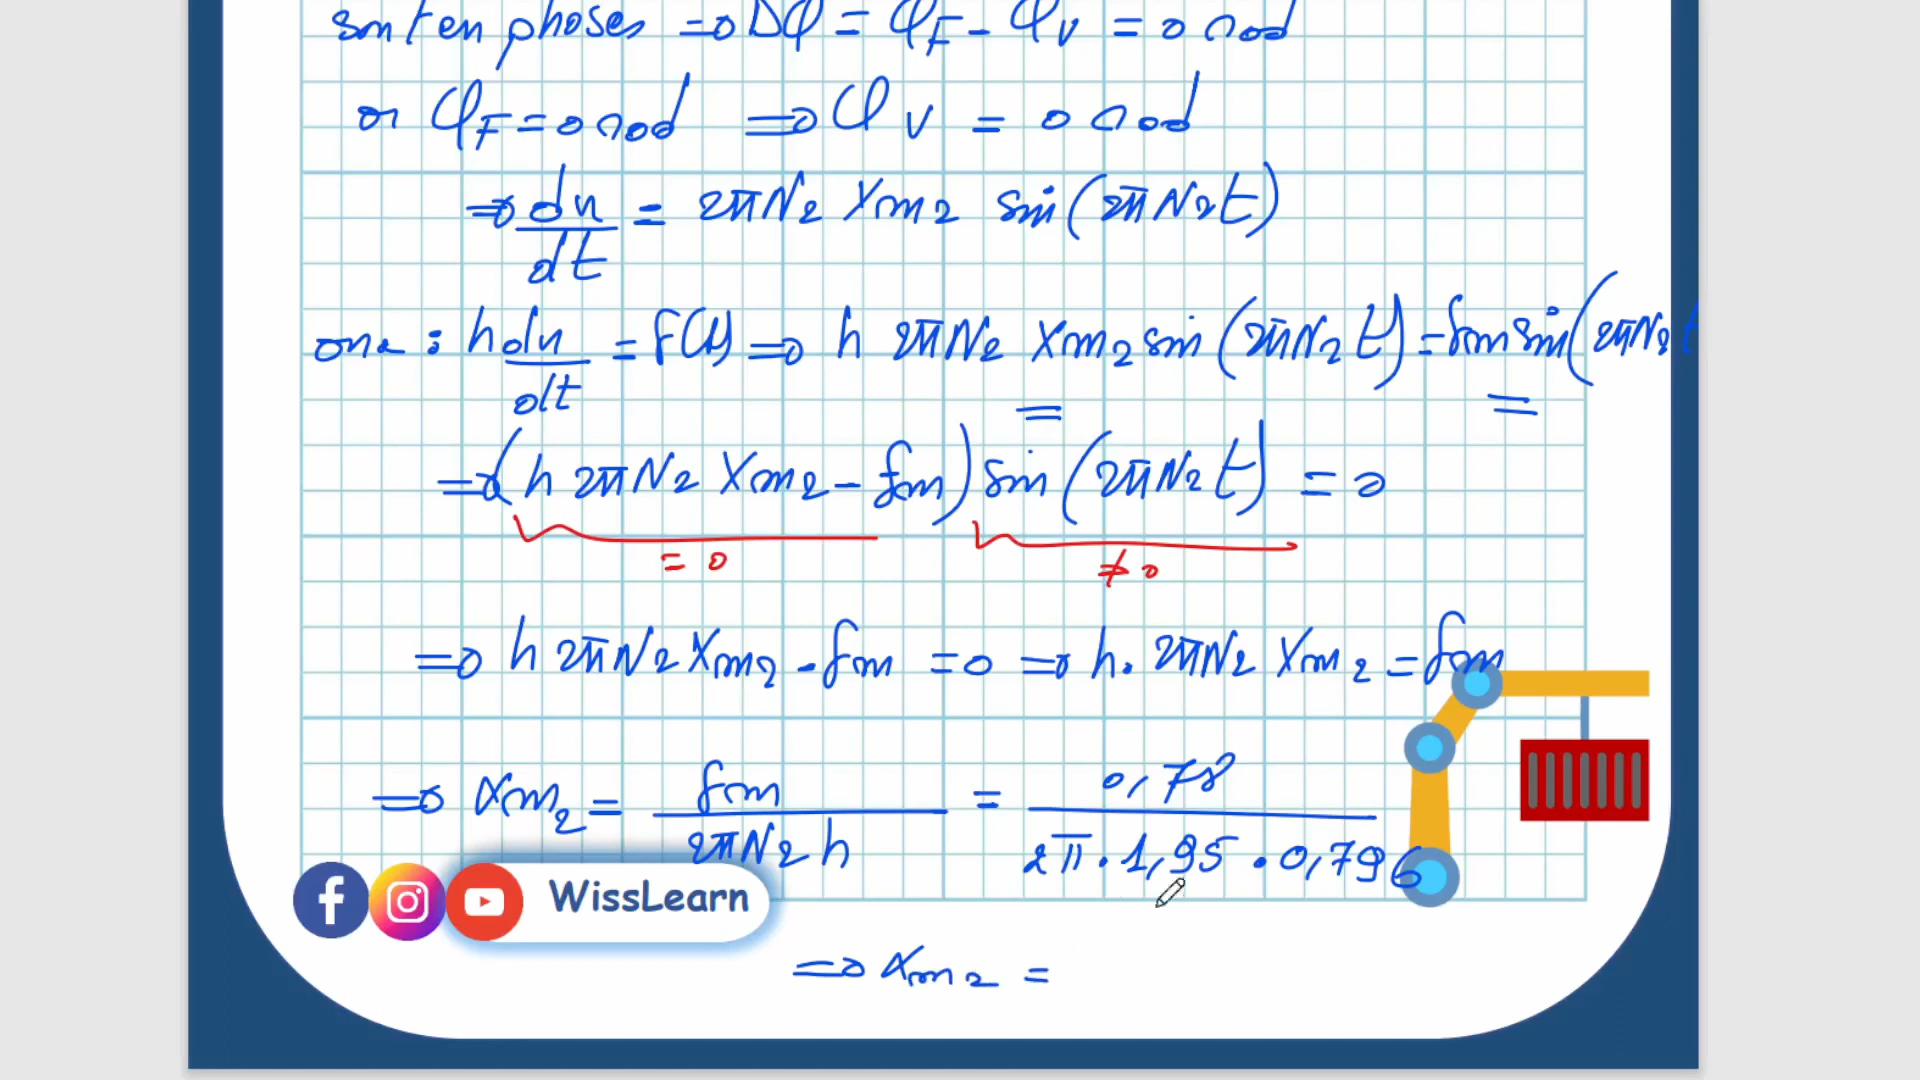 sont en phases => Δφ = φF - φv = 0 rad
or φF = 0 rad => φv = 0 rad
=> dx/dt = 2πN2 Xm2 sin(2πN2t)
on a : h dx/dt = F(t) => h 2πN2 Xm2 sin(2πN2t) = Fm sin(2πN2t
=> (h 2πN2 Xm2 - Fm) sin(2πN2t) = 0
= 0 ≠ 0
=> h 2πN2 Xm2 - Fm = 0 => h. 2πN2 Xm2 = Fm
=> Xm2 = Fm / 2πN2 h = 0,78 / 2π . 1,95 . 0,796
WissLearn
=> Xm2 =